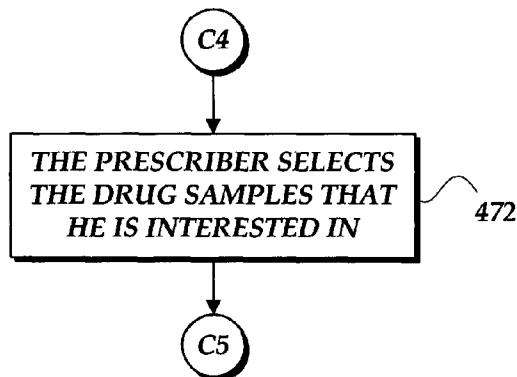 C4
THE PRESCRIBER SELECTS
THE DRUG SAMPLES THAT
HE IS INTERESTED IN
472
C5